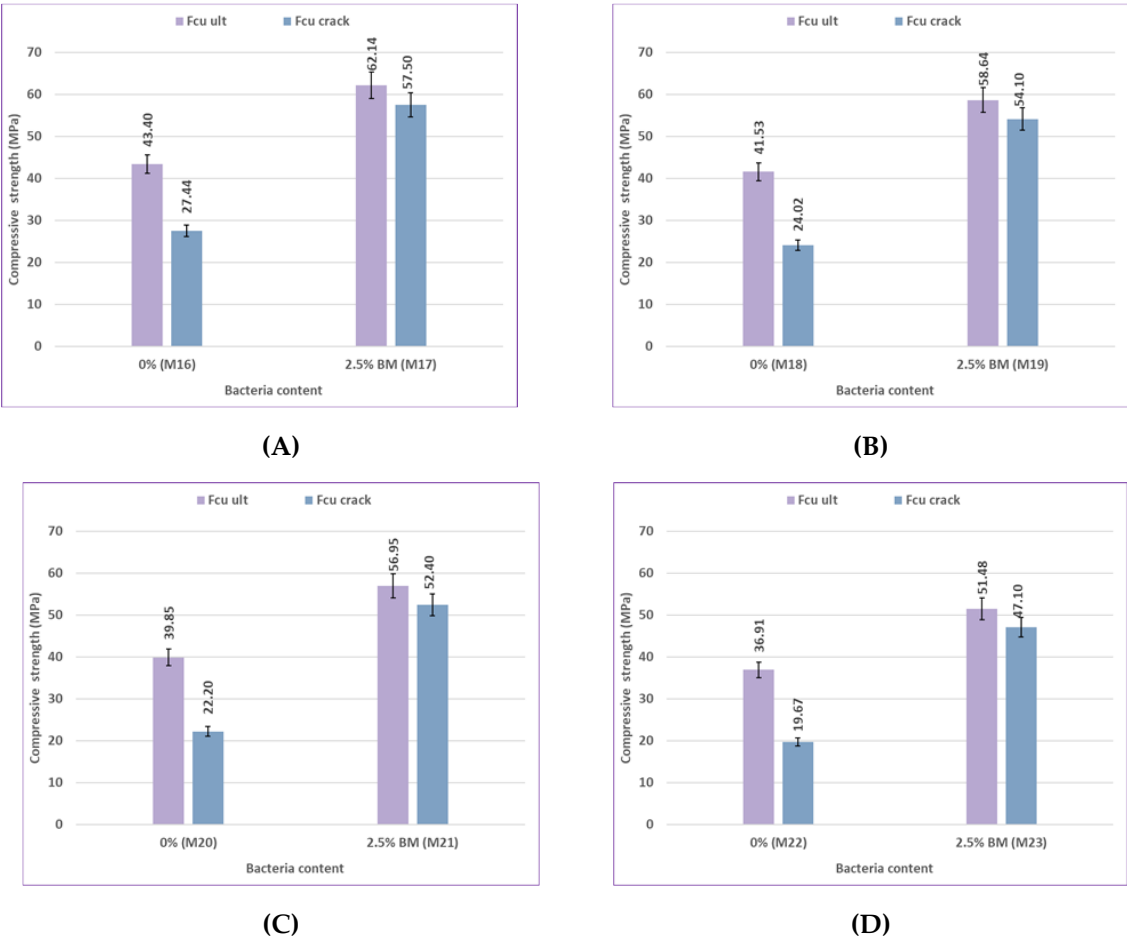 Fcu ult Fcu crack
Compressive strength (MPa)
70
60
50
40
30
20
10
0
43.40
27.44
62.14
57.50
0% (M16) 2.5% BM (M17)
Bacteria content
(A)
Fcu ult Fcu crack
Compressive strength (MPa)
70
60
50
40
30
20
10
0
41.53
24.02
58.64
54.10
0% (M18) 2.5% BM (M19)
Bacteria content
(B)
Fcu ult Fcu crack
Compressive strength (MPa)
70
60
50
40
30
20
10
0
39.85
22.20
56.95
52.40
0% (M20) 2.5% BM (M21)
Bacteria content
(C)
Fcu ult Fcu crack
Compressive strength (MPa)
70
60
50
40
30
20
10
0
36.91
19.67
51.48
47.10
0% (M22) 2.5% BM (M23)
Bacteria content
(D)